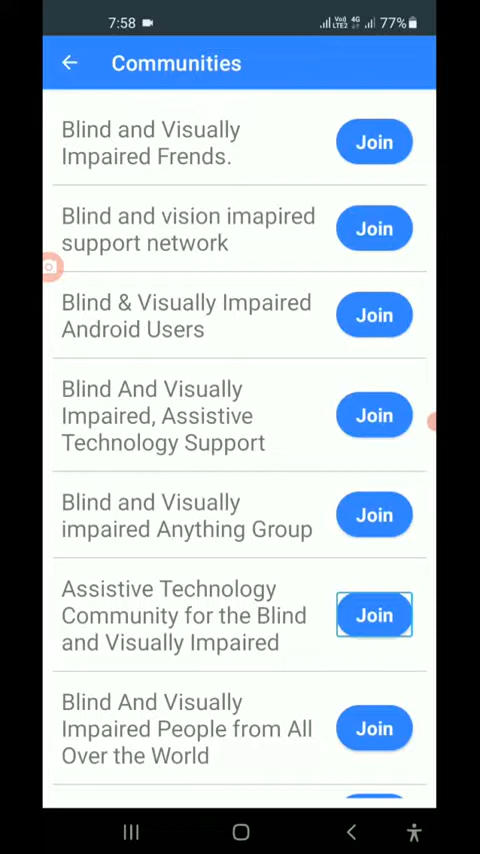 7:58
Vo)) 4G
LTE2
77%
Communities
Blind and Visually
Impaired Frends.
Join
Blind and vision imapired
support network
Join
Blind & Visually Impaired
Android Users
Join
Blind And Visually
Impaired, Assistive
Technology Support
Join
Blind and Visually
impaired Anything Group
Join
Assistive Technology
Community for the Blind
and Visually Impaired
Join
Blind And Visually
Impaired People from All
Over the World
Join